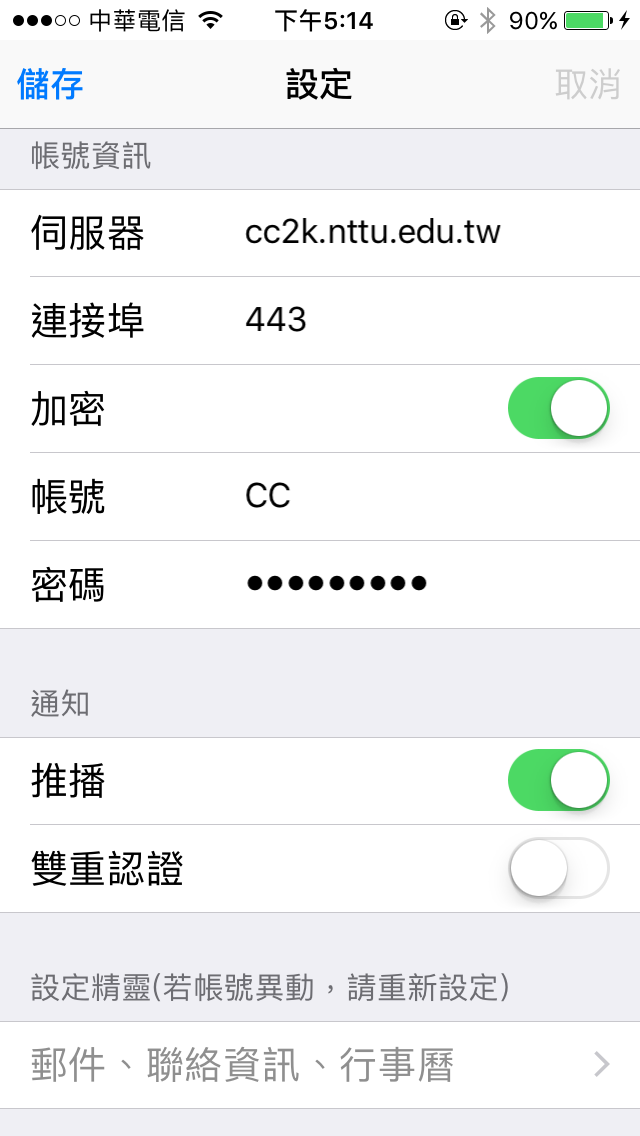 中華電信 下午5:14 90%
儲存 設定 取消
帳號資訊
伺服器 cc2k.nttu.edu.tw
連接埠 443
加密
帳號 CC
密碼 ●●●●●●●●●
通知
推播
雙重認證
設定精靈(若帳號異動，請重新設定)
郵件、聯絡資訊、行事曆